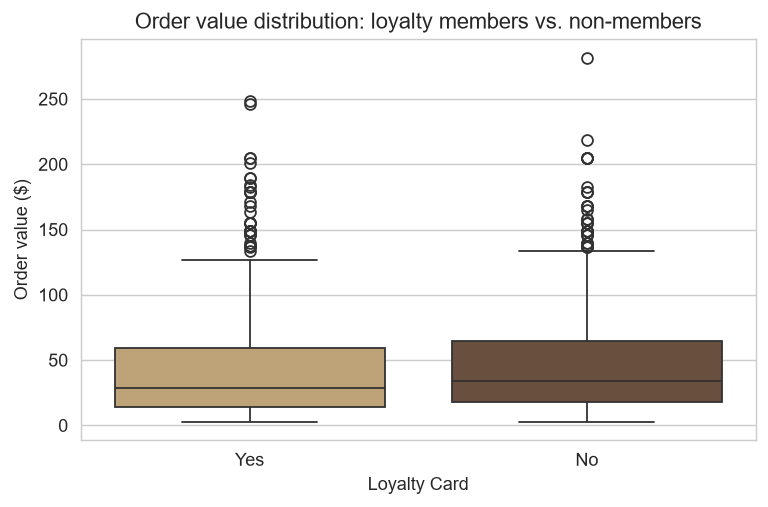 Order value distribution: loyalty members vs. non-members
Order value ($)
250
200
150
100
50
0
Yes No
Loyalty Card